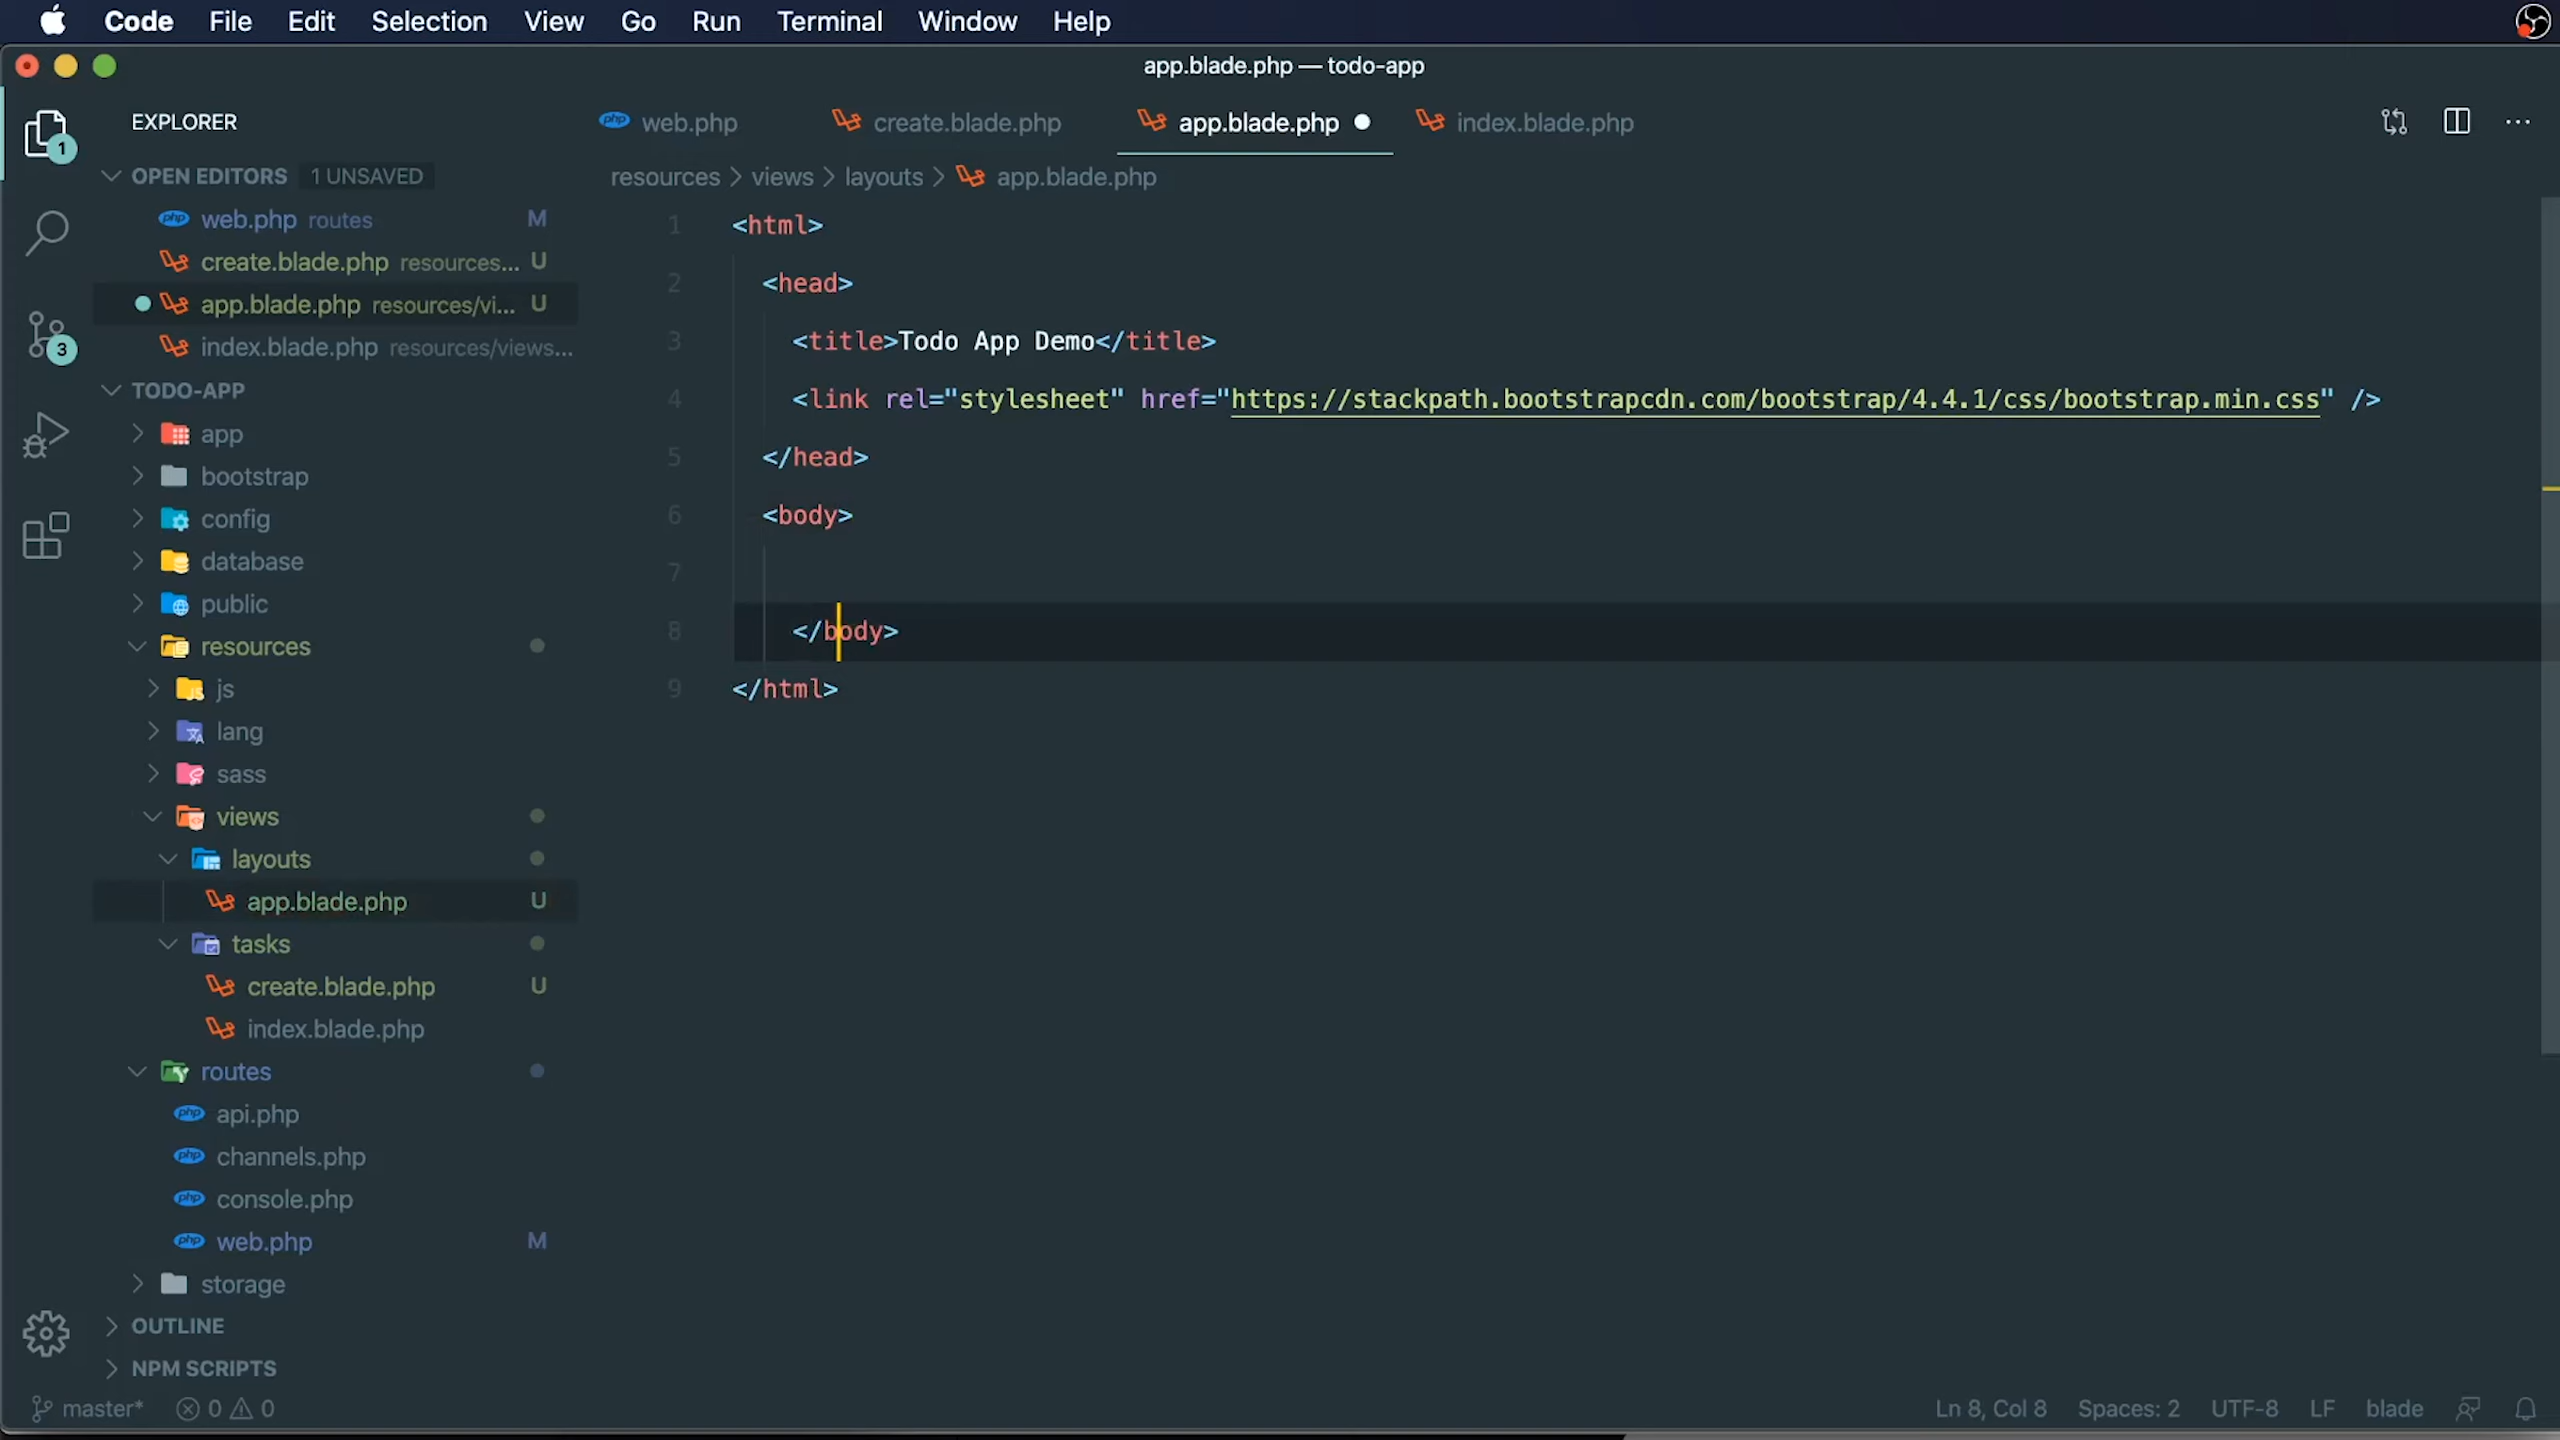 Code File Edit Selection View Go Run Terminal Window Help
app.blade.php — todo-app
EXPLORER
web.php create.blade.php app.blade.php index.blade.php
1
OPEN EDITORS 1 UNSAVED
resources > views > layouts > app.blade.php
web.php routes M
create.blade.php resources... U
app.blade.php resources/vi... U
index.blade.php resources/views...
3
TODO-APP
app
bootstrap
config
database
public
resources
js
lang
sass
views
layouts
app.blade.php U
tasks
create.blade.php U
index.blade.php
routes
php api.php
php channels.php
php console.php
php web.php M
storage
OUTLINE
NPM SCRIPTS
1 <html>
2 <head>
3 <title>Todo App Demo</title>
4 <link rel="stylesheet" href="https://stackpath.bootstrapcdn.com/bootstrap/4.4.1/css/bootstrap.min.css" />
5 </head>
6 <body>
7
8 </body>
9 </html>
master* 0 0
Ln 8, Col 8 Spaces: 2 UTF-8 LF blade